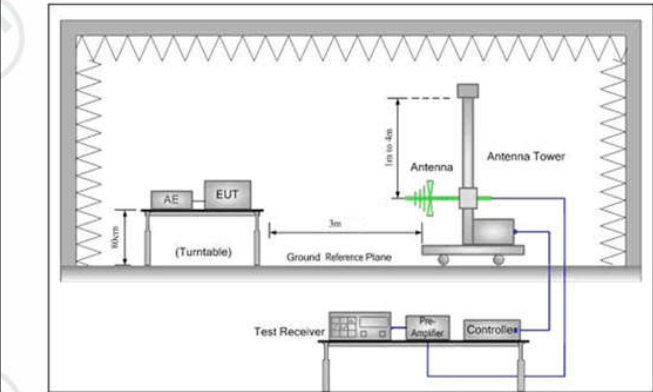 1m to 4m
Antenna
Antenna Tower
AE
EUT
80cm
(Turntable)
3m
Ground Reference Plane
Test Receiver
Pre-
Amplifier
Controller